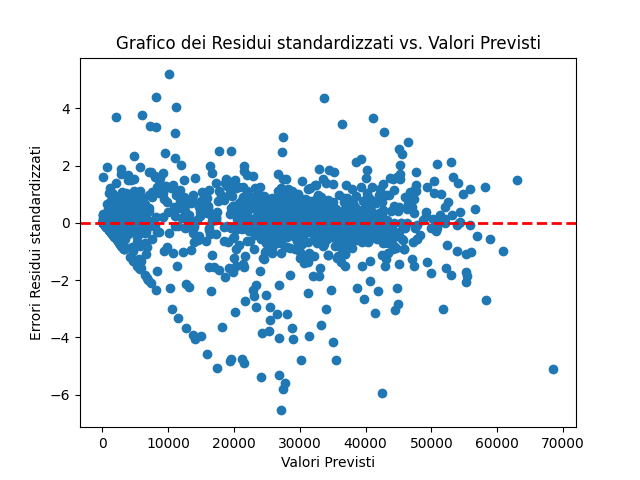 Grafico dei Residui standardizzati vs. Valori Previsti
Errori Residui standardizzati
4
2
0
−2
−4
−6
0 10000 20000 30000 40000 50000 60000 70000
Valori Previsti